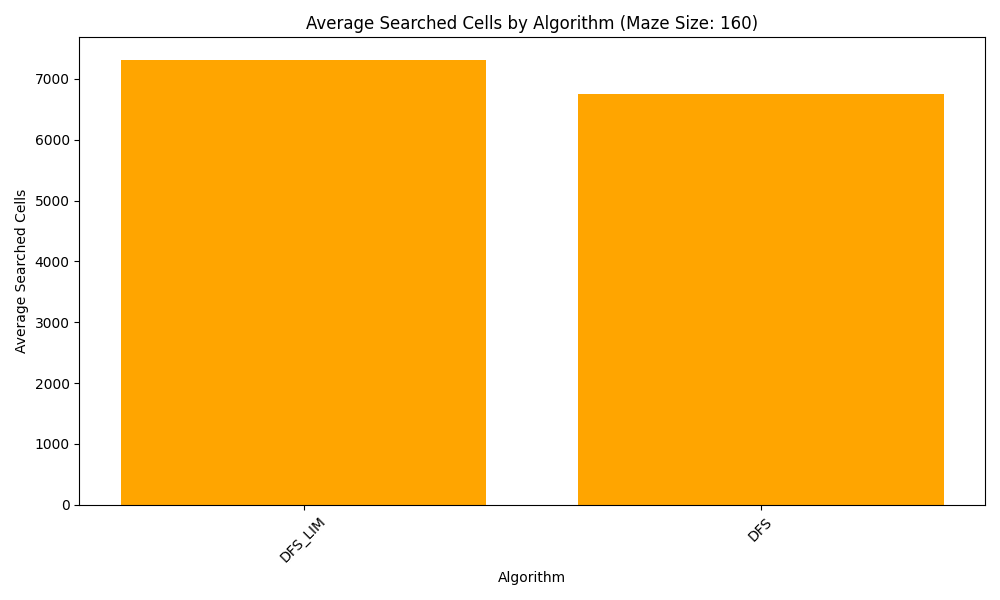 Average Searched Cells by Algorithm (Maze Size: 160)
Average Searched Cells
7000
6000
5000
4000
3000
2000
1000
0
DFS_LIM
DFS
Algorithm